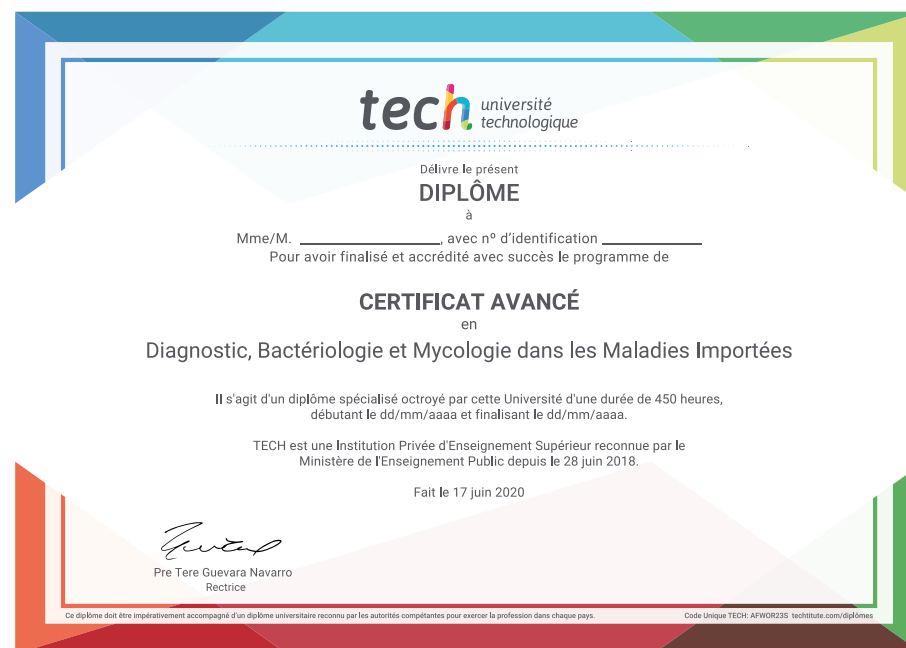 tech université
technologique
Délivre le présent
DIPLÔME
à
Mme/M. ____________________, avec nº d'identification ______________
Pour avoir finalisé et accrédité avec succès le programme de
CERTIFICAT AVANCÉ
en
Diagnostic, Bactériologie et Mycologie dans les Maladies Importées
Il s'agit d'un diplôme spécialisé octroyé par cette Université d'une durée de 450 heures,
débutant le dd/mm/aaaa et finalisant le dd/mm/aaaa.
TECH est une Institution Privée d'Enseignement Supérieur reconnue par le
Ministère de l'Enseignement Public depuis le 28 juin 2018.
Fait le 17 juin 2020
Pre Tere Guevara Navarro
Rectrice
Ce diplôme doit être impérativement accompagné d'un diplôme universitaire reconnu par les autorités compétantes pour exercer la profession dans chaque pays.
Code Unique TECH: AFWOR23S techtitute.com/diplômes